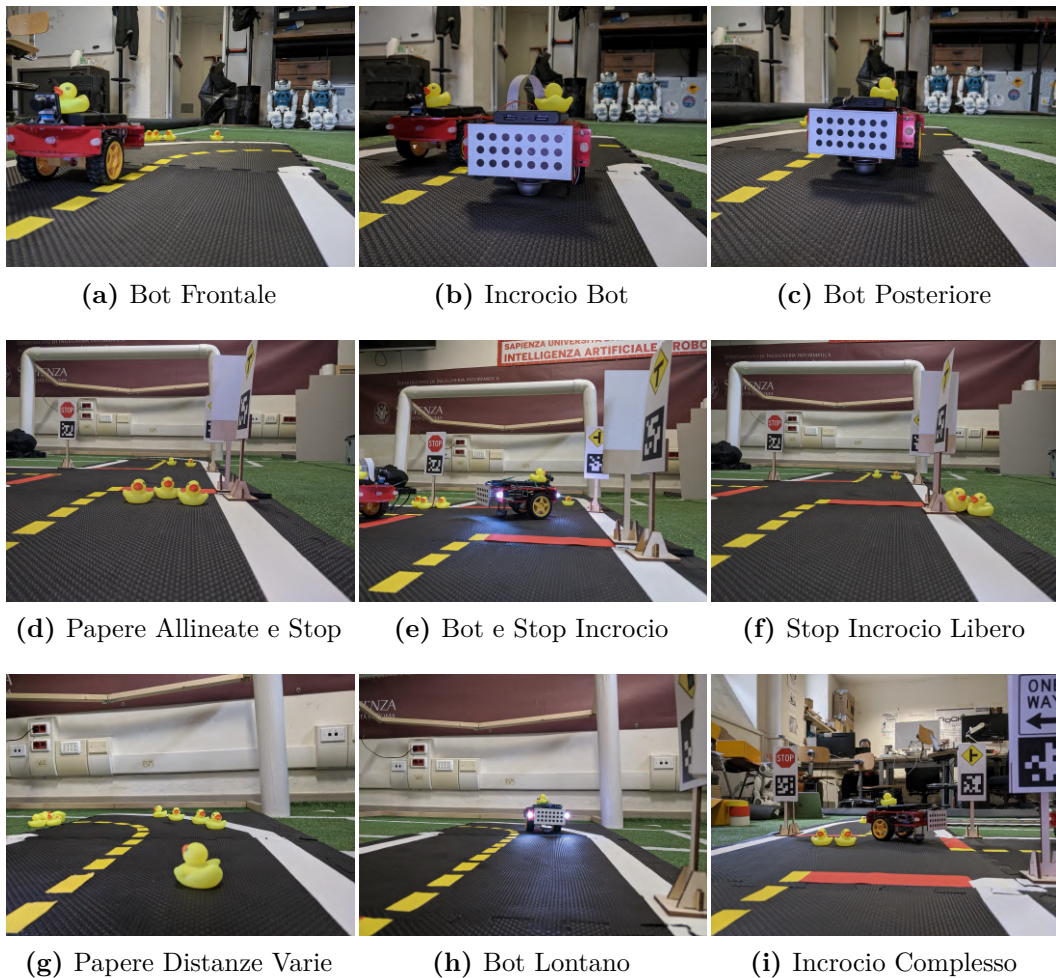 (a) Bot Frontale
(b) Incrocio Bot
(c) Bot Posteriore
STOP
SAPIENZA UNIVERSITÀ
INTELLIGENZA ARTIFICIALE
STOP
STOP
(d) Papere Allineate e Stop
(e) Bot e Stop Incrocio
(f) Stop Incrocio Libero
ONE
WAY
STOP
(g) Papere Distanze Varie
(h) Bot Lontano
(i) Incrocio Complesso